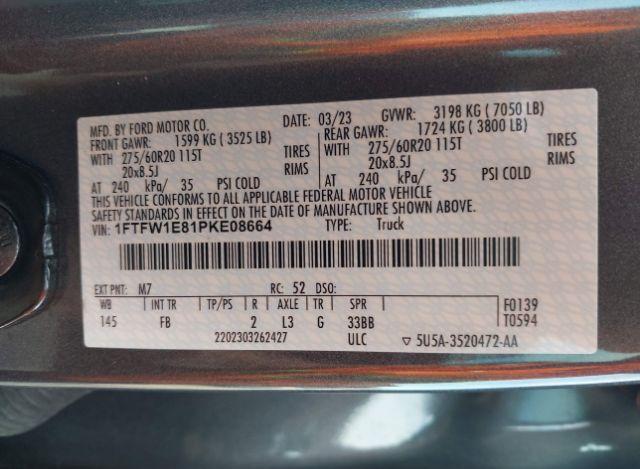 MFD. BY FORD MOTOR CO. DATE: 03/23 GVWR: 3198 KG ( 7050 LB)
FRONT GAWR: 1599 KG ( 3525 LB) REAR GAWR: 1724 KG ( 3800 LB)
WITH 275/60R20 115T TIRES WITH 275/60R20 115T TIRES
20x8.5J RIMS 20x8.5J RIMS
AT 240 kPa/ 35 PSI COLD AT 240 kPa/ 35 PSI COLD
THIS VEHICLE CONFORMS TO ALL APPLICABLE FEDERAL MOTOR VEHICLE
SAFETY STANDARDS IN EFFECT ON THE DATE OF MANUFACTURE SHOWN ABOVE.
VIN: 1FTFW1E81PKE08664 TYPE: Truck
EXT PNT: M7 RC: 52 DSO:
WB INT TR TP/PS R AXLE TR SPR F0139
145 FB 2 L3 G 33BB T0594
2202303262427 ULC ▽ 5U5A-3520472-AA